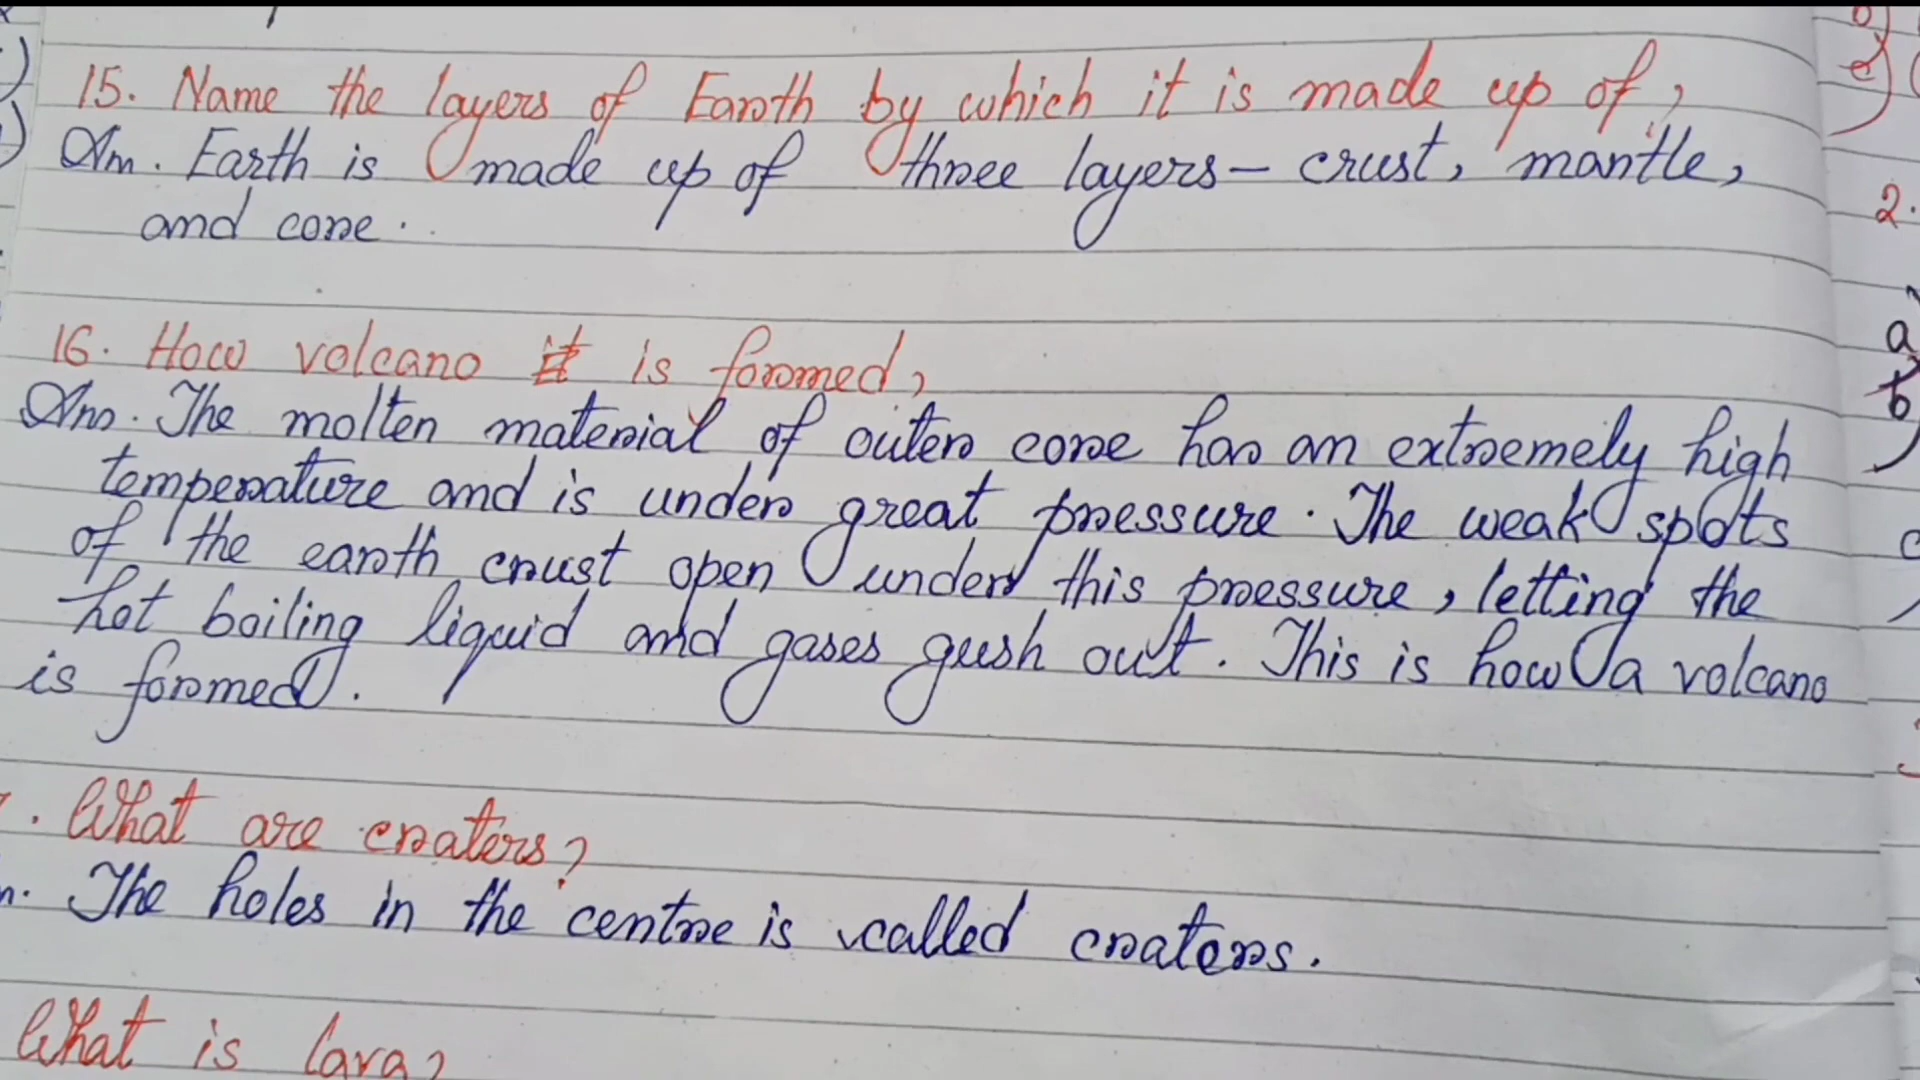 15. Name the layers of Earth by which it is made up of?
Ans. Earth is made up of three layers- crust, mantle,
and core.
16. How volcano it is formed?
Ans. The molten material of outer core has an extremely high
temperature and is under great pressure. The weak spots
of the earth crust open under this pressure, letting the
hot boiling liquid and gases gush out. This is how a volcano
is formed.
. What are craters?
n. The holes in the centre is called craters.
What is lava?
e)
2.
a
b)